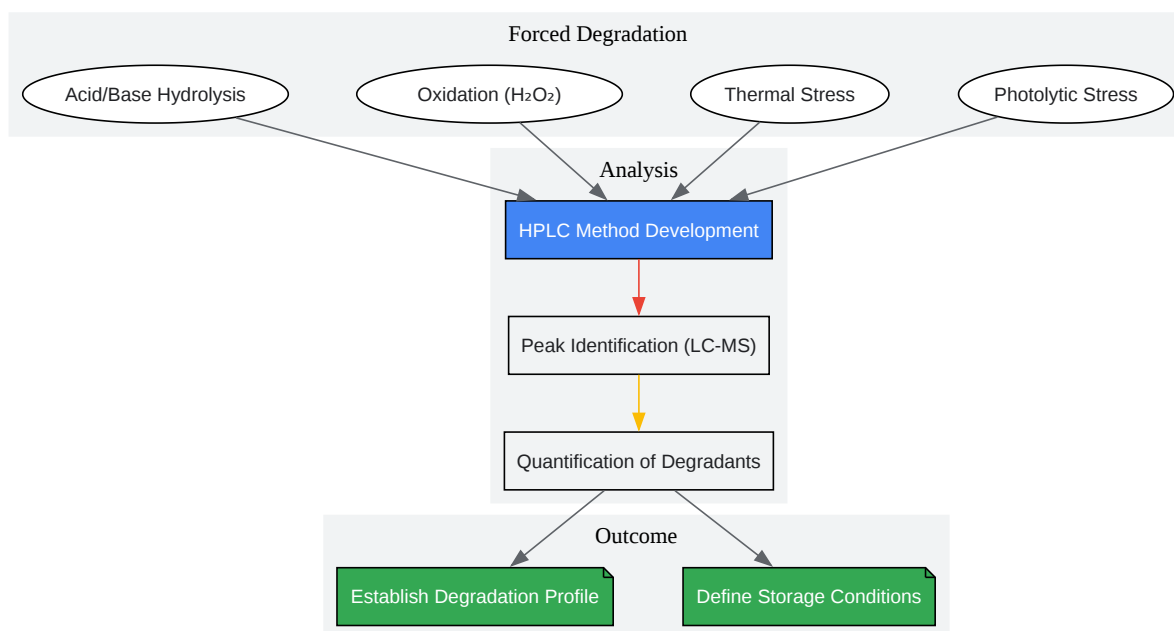 Forced Degradation
Acid/Base Hydrolysis
Oxidation (H₂O₂)
Thermal Stress
Photolytic Stress
Analysis
HPLC Method Development
Peak Identification (LC-MS)
Quantification of Degradants
Outcome
Establish Degradation Profile
Define Storage Conditions